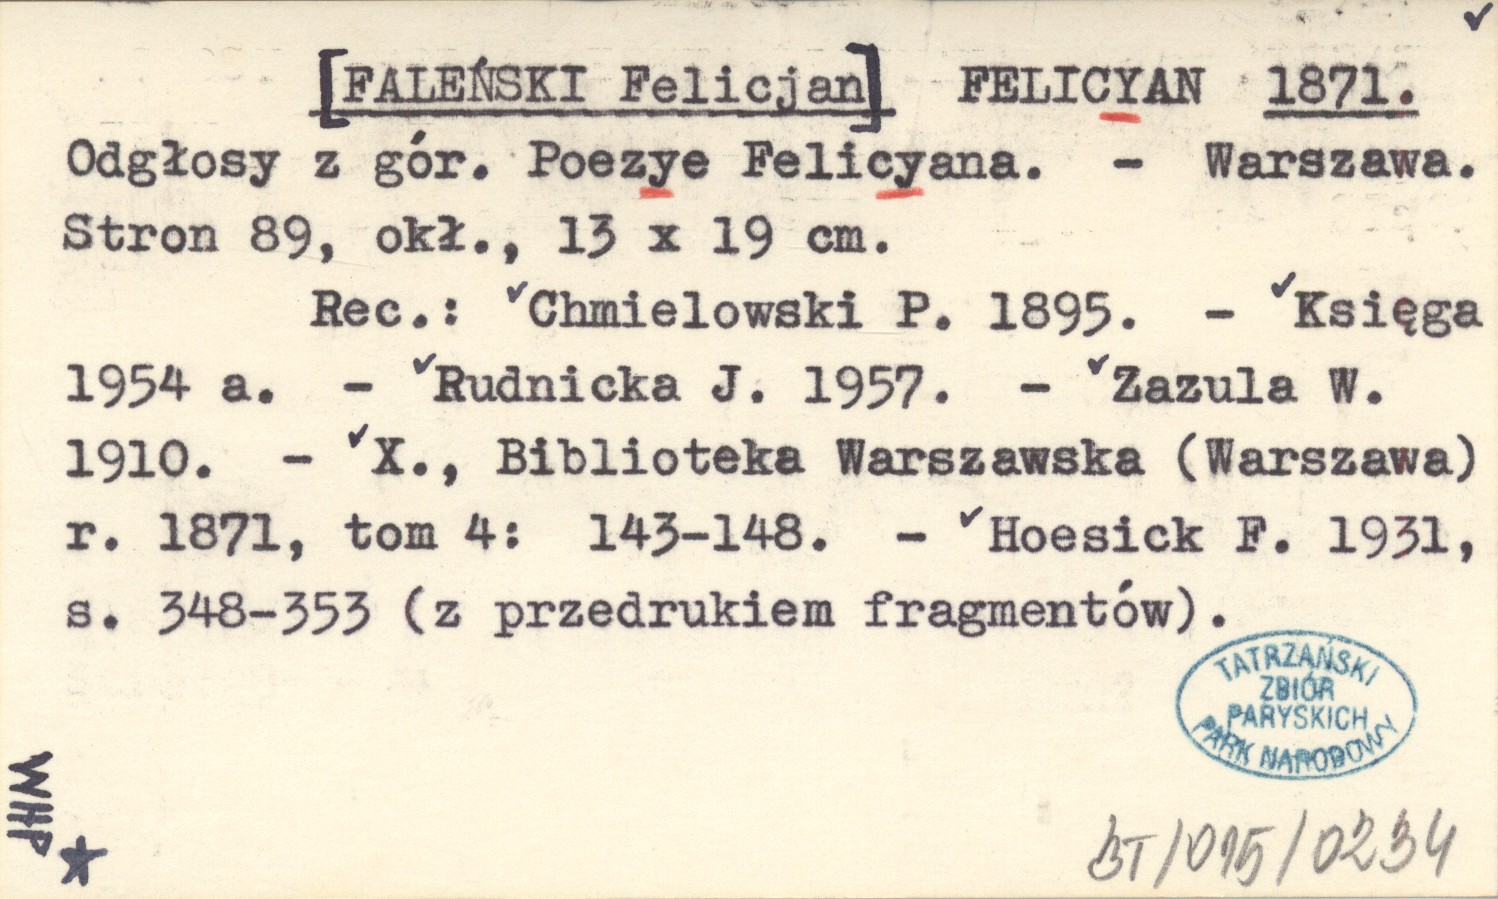 [FALEŃSKI Felicjan] FELICYAN 1871.
Odgłosy z gór. Poezye Felicyana. - Warszawa.
Stron 89, okł., 13 x 19 cm.
Rec.: ✓Chmielowski P. 1895. - ✓Księga
1954 a. - ✓Rudnicka J. 1957. - ✓Zazula W.
1910. - ✓X., Biblioteka Warszawska (Warszawa)
r. 1871, tom 4: 143-148. - ✓Hoesick F. 1931,
s. 348-353 (z przedrukiem fragmentów).
TATRZAŃSKI
ZBIÓR
PARYSKICH
PARK NARODOWY
WHP
BT/015/0234